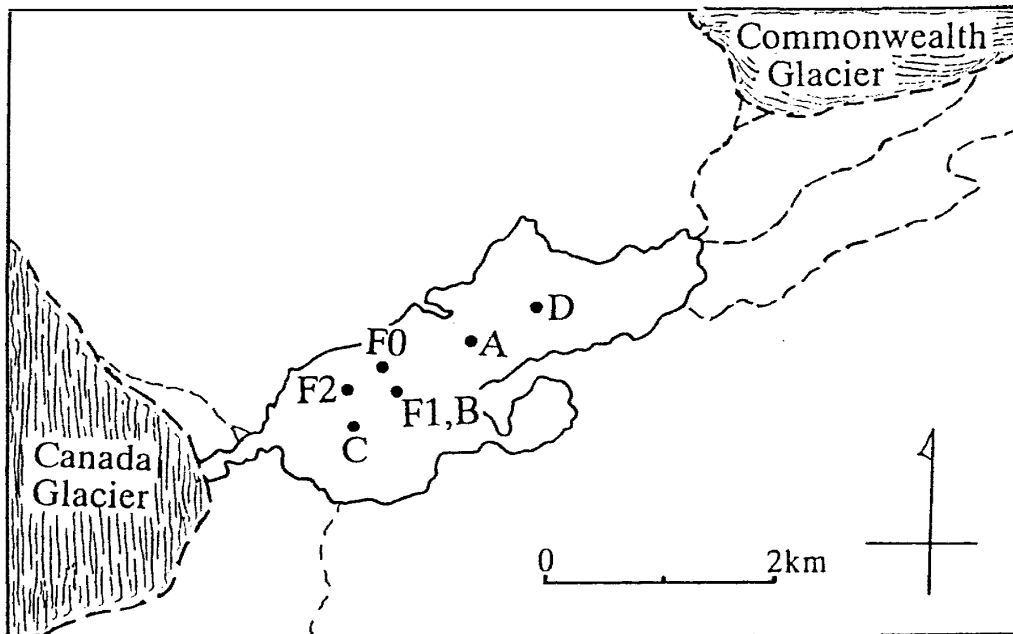 Commonwealth
Glacier
D
A
F0
F2
F1,B
C
Canada
Glacier
0 2km